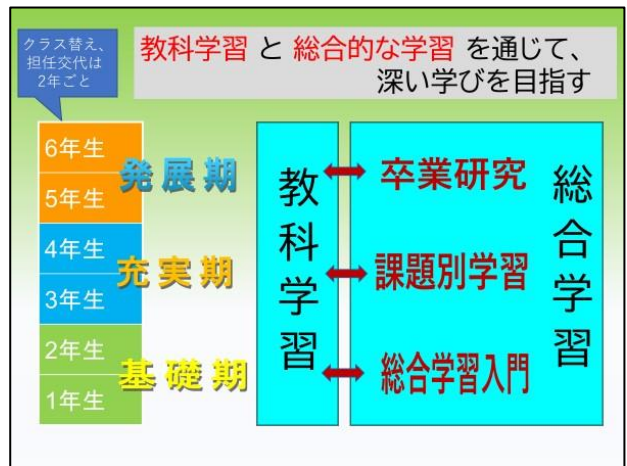 クラス替え、
担任交代は
2年ごと
教科学習 と 総合的な学習 を通じて、
深い学びを目指す
6年生
5年生
4年生
3年生
2年生
1年生
発展期
充実期
基礎期
教科学習
卒業研究
課題別学習
総合学習入門
総合学習